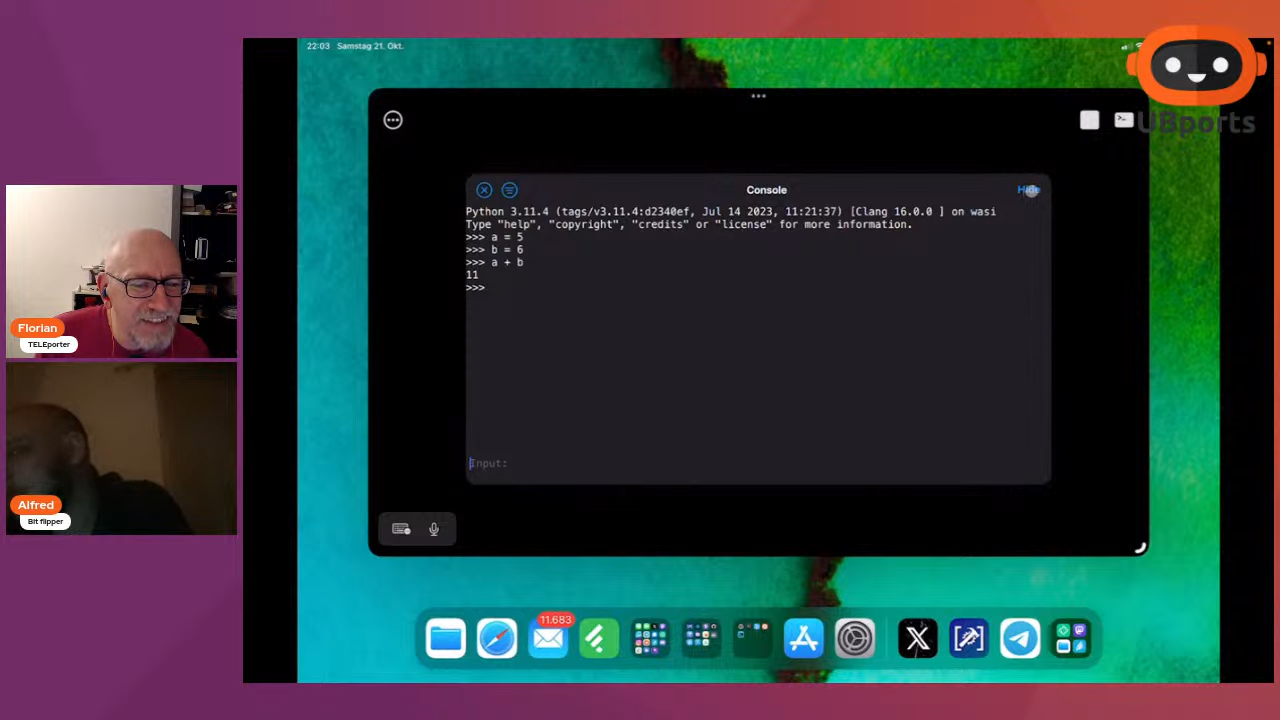 22:03 Samstag 21. Okt.
UBports
Console
Hide
Python 3.11.4 (tags/v3.11.4:d2340ef, Jul 14 2023, 11:21:37) [Clang 16.0.0 ] on wasi
Type "help", "copyright", "credits" or "license" for more information.
>>> a = 5
>>> b = 6
>>> a + b
11
>>>
Input:
Florian
TELEporter
Alfred
Bit flipper
11.683